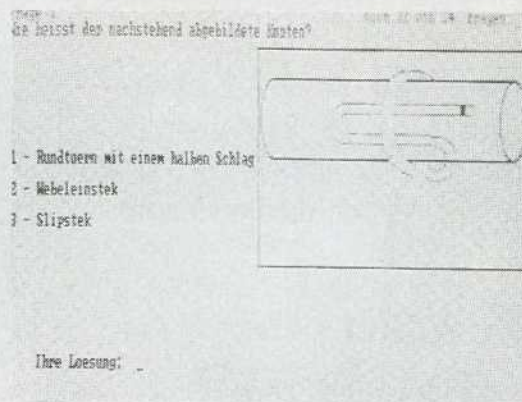 Wie heisst der nachstehend abgebildete Knoten?
1 - Rundtoern mit einem halben Schlag
2 - Webeleinstek
3 - Slipstek
Ihre Loesung: _